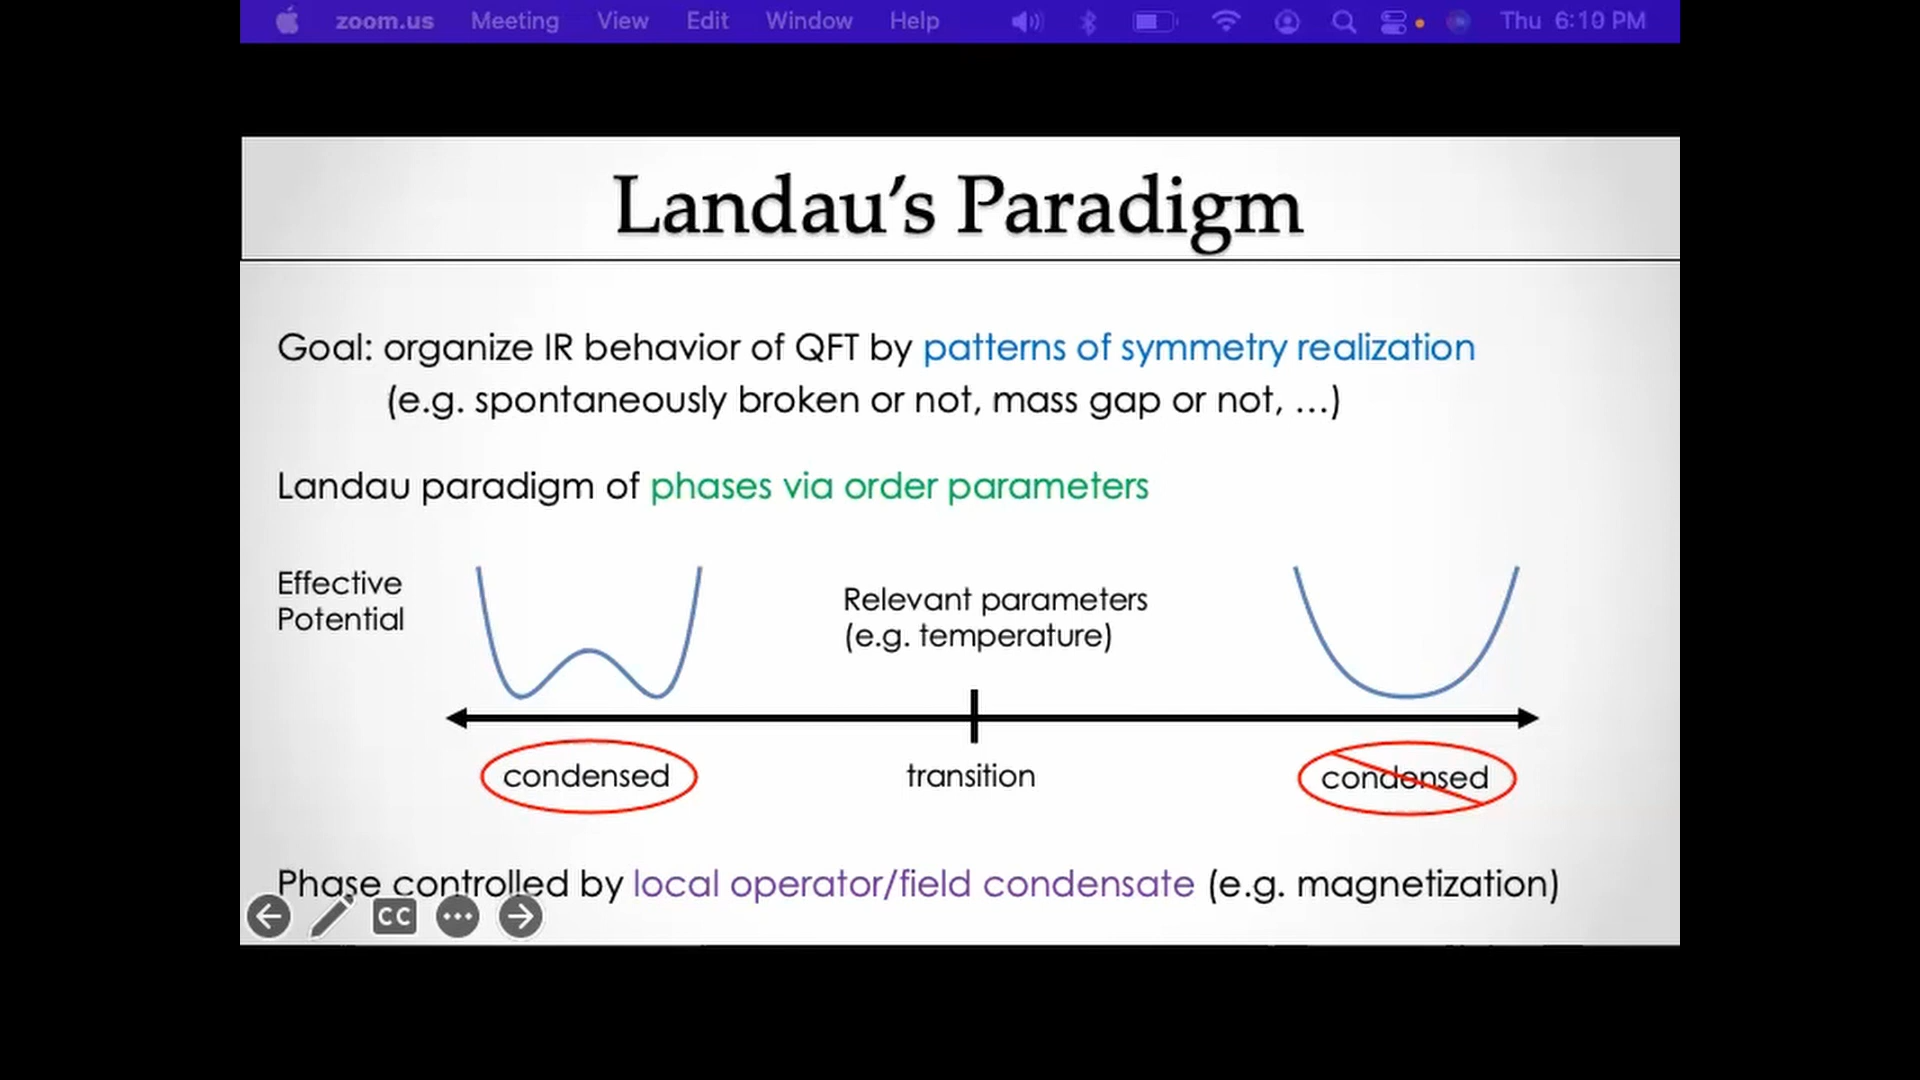 zoom.us Meeting View Edit Window Help Thu 6:10 PM
Landau’s Paradigm
Goal: organize IR behavior of QFT by patterns of symmetry realization
(e.g. spontaneously broken or not, mass gap or not, …)
Landau paradigm of phases via order parameters
Effective
Potential
Relevant parameters
(e.g. temperature)
condensed
transition
condensed
Phase controlled by local operator/field condensate (e.g. magnetization)
CC